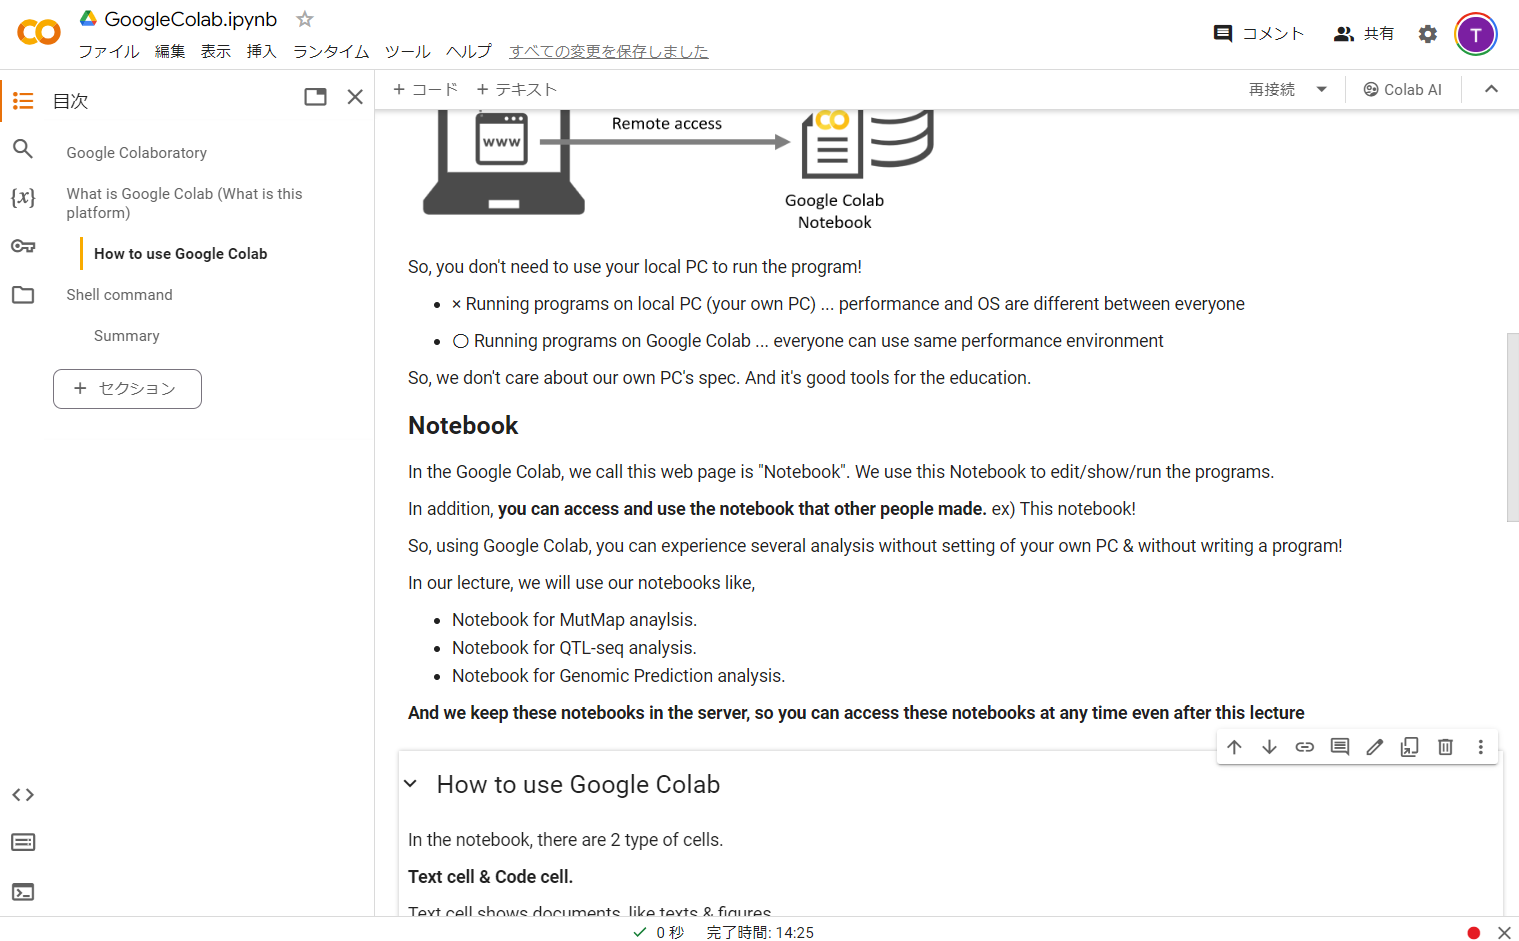 GoogleColab.ipynb
ファイル 編集 表示 挿入 ランタイム ツール ヘルプ すべての変更を保存しました
コメント 共有 T
目次
+ コード + テキスト
再接続 Colab AI
Google Colaboratory
What is Google Colab (What is this
platform)
How to use Google Colab
Shell command
Summary
+ セクション
{x}
www
Remote access
Google Colab
Notebook
So, you don't need to use your local PC to run the program!
• × Running programs on local PC (your own PC) ... performance and OS are different between everyone
• 〇 Running programs on Google Colab ... everyone can use same performance environment
So, we don't care about our own PC's spec. And it's good tools for the education.
Notebook
In the Google Colab, we call this web page is "Notebook". We use this Notebook to edit/show/run the programs.
In addition, you can access and use the notebook that other people made. ex) This notebook!
So, using Google Colab, you can experience several analysis without setting of your own PC & without writing a program!
In our lecture, we will use our notebooks like,
• Notebook for MutMap anaylsis.
• Notebook for QTL-seq analysis.
• Notebook for Genomic Prediction analysis.
And we keep these notebooks in the server, so you can access these notebooks at any time even after this lecture
How to use Google Colab
In the notebook, there are 2 type of cells.
Text cell & Code cell.
Text cell shows documents, like texts & figures
0 秒 完了時間: 14:25